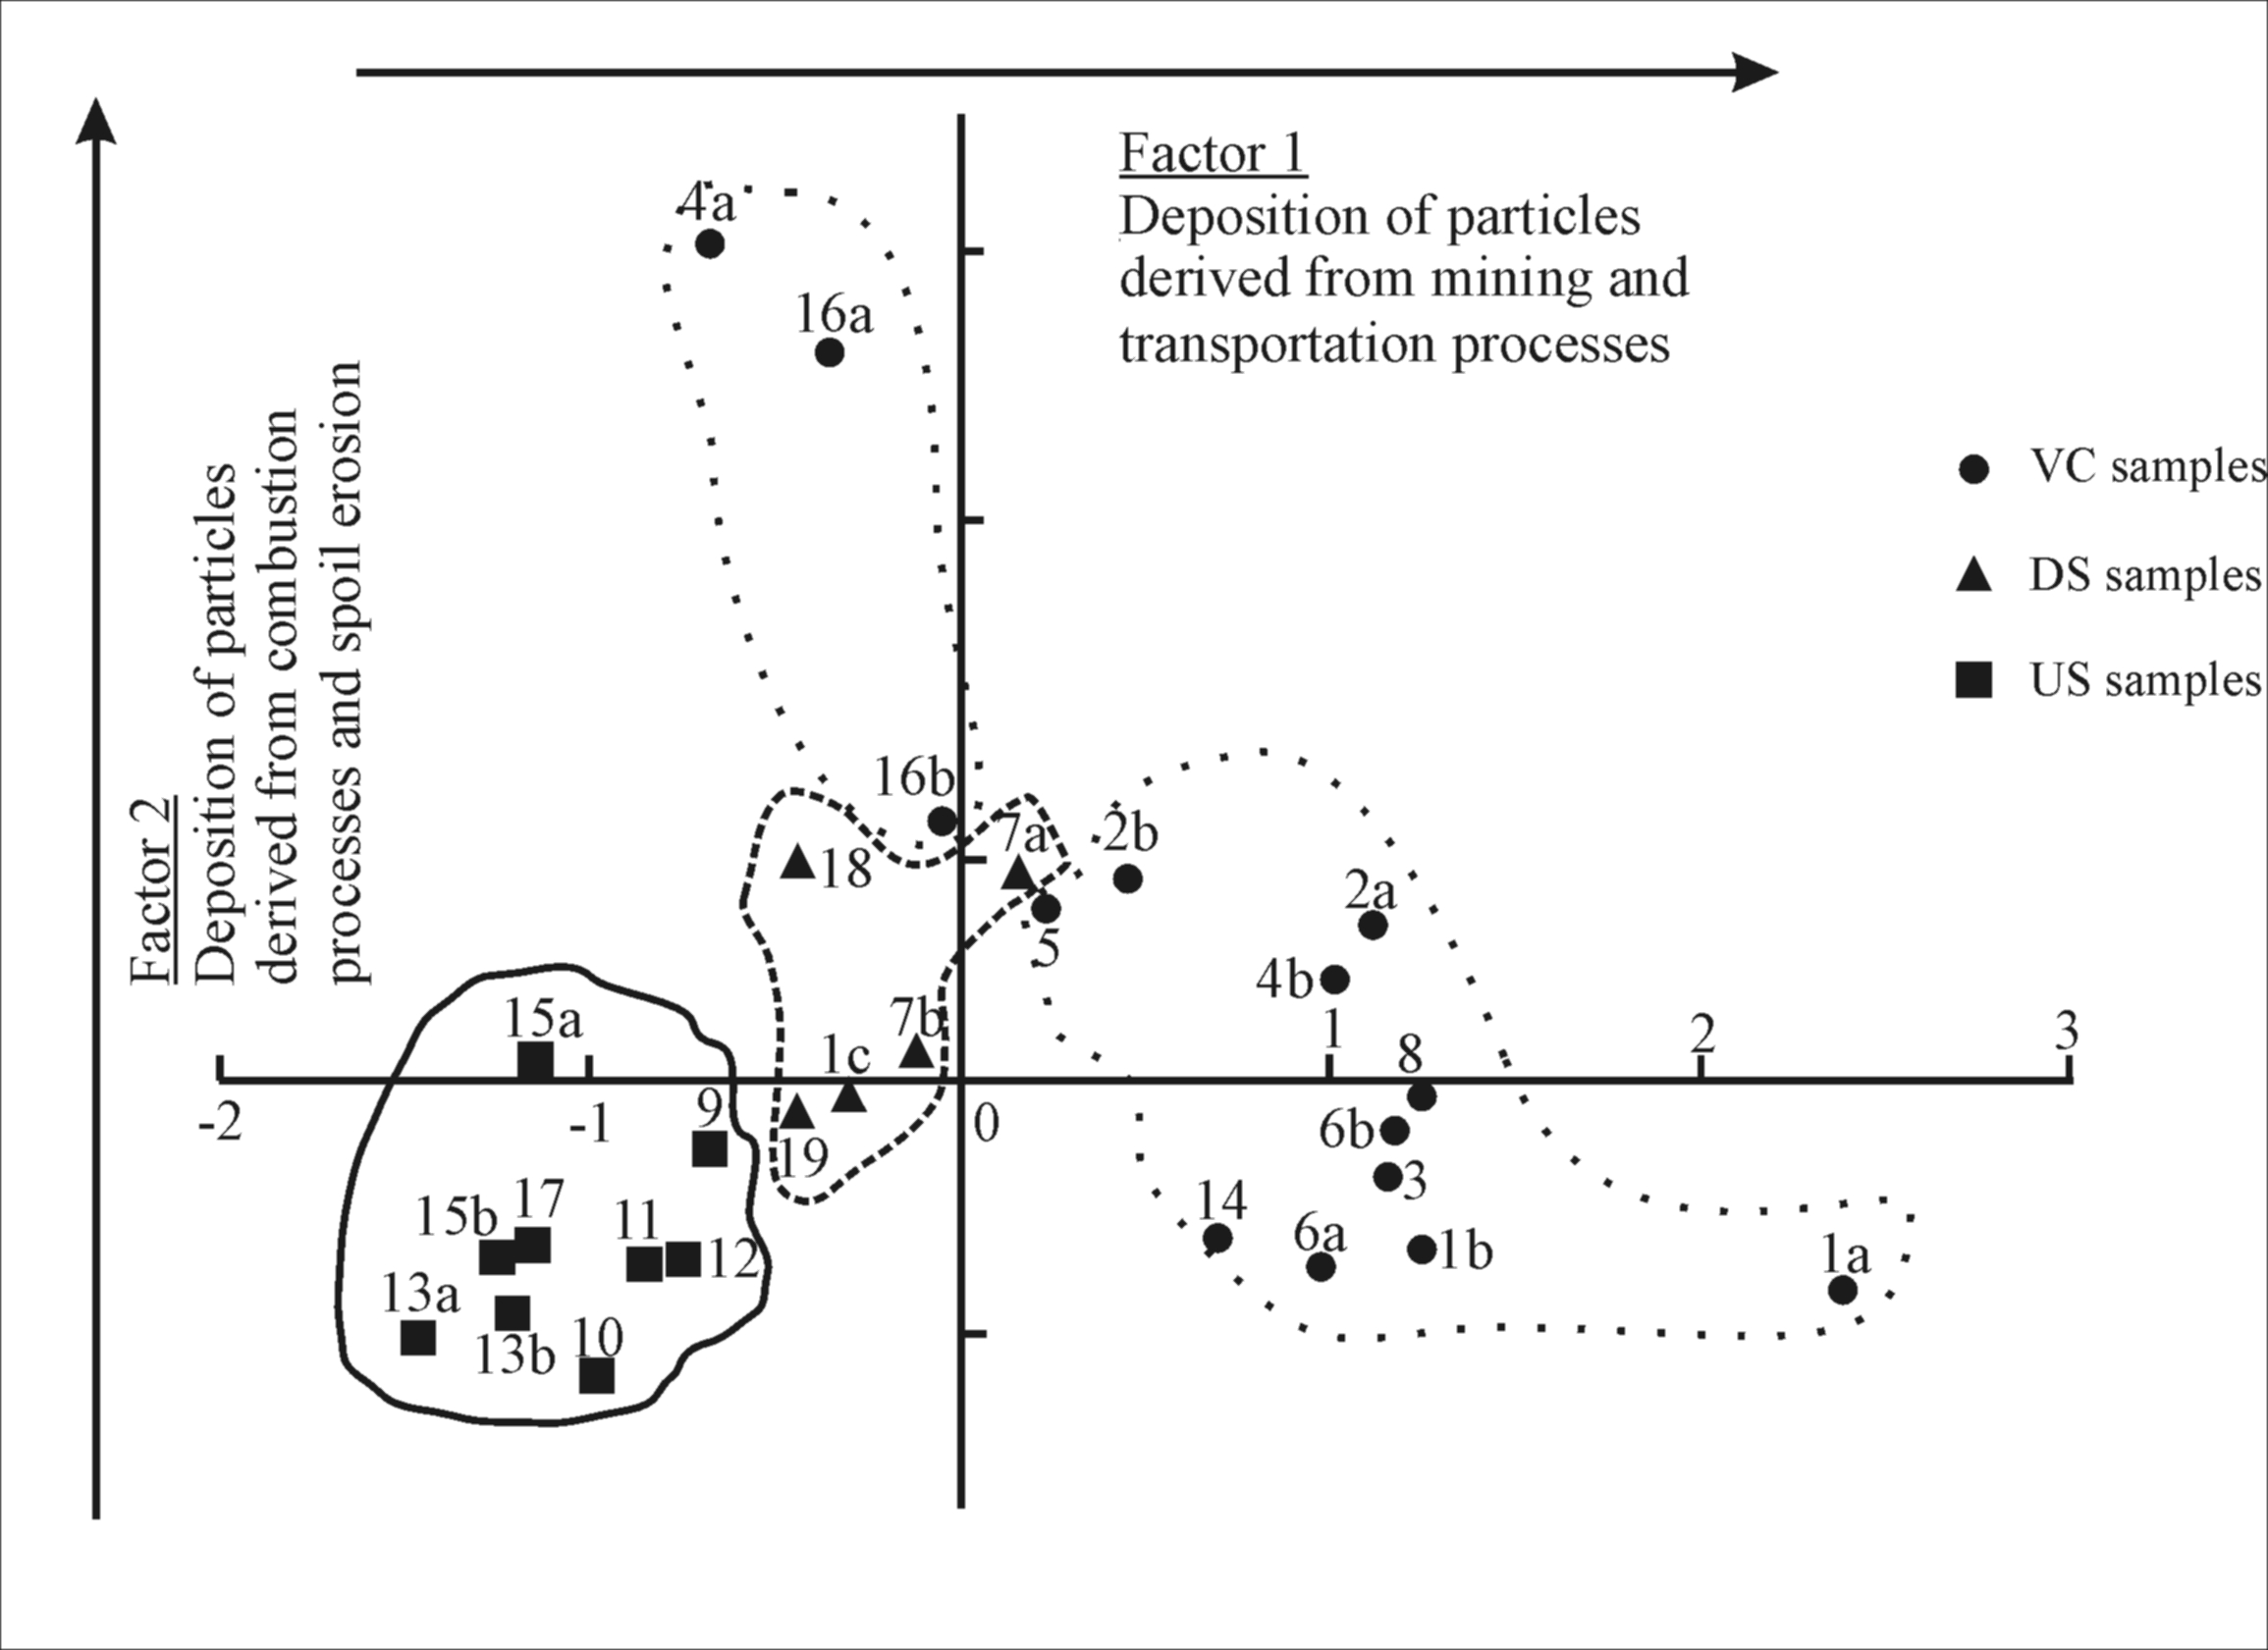 Factor 1
Deposition of particles
derived from mining and
transportation processes
Factor 2
Deposition of particles
derived from combustion
processes and spoil erosion
VC samples
DS samples
US samples
4a
16a
16b
7a
2b
18
2a
5
4b
15a
7b
1c
1
8
2
3
-2
-1
9
0
6b
19
3
17
15b
11
12
14
6a
1b
1a
13a
13b
10